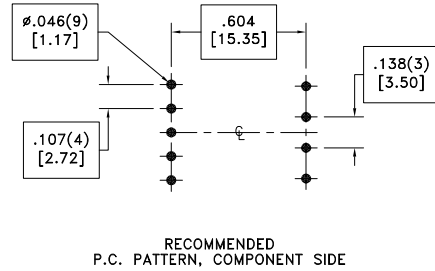 ø.046(9)
[1.17]
.604
[15.35]
.138(3)
[3.50]
.107(4)
[2.72]
℄
RECOMMENDED
P.C. PATTERN, COMPONENT SIDE